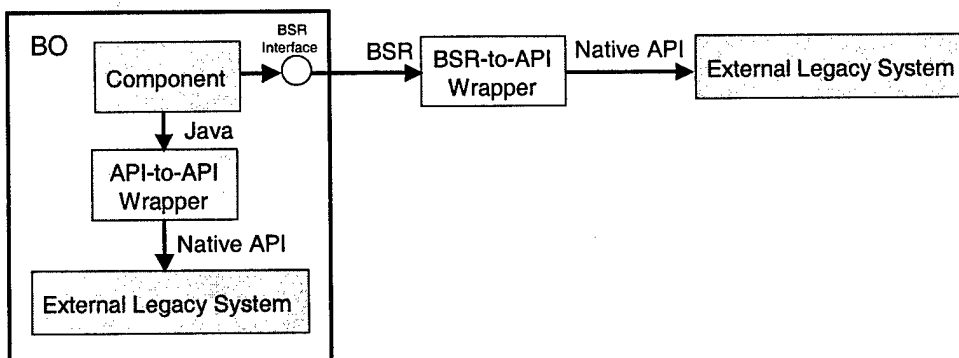 BO
BSR
Interface
Component
BSR
BSR-to-API
Wrapper
Native API
External Legacy System
Java
API-to-API
Wrapper
Native API
External Legacy System